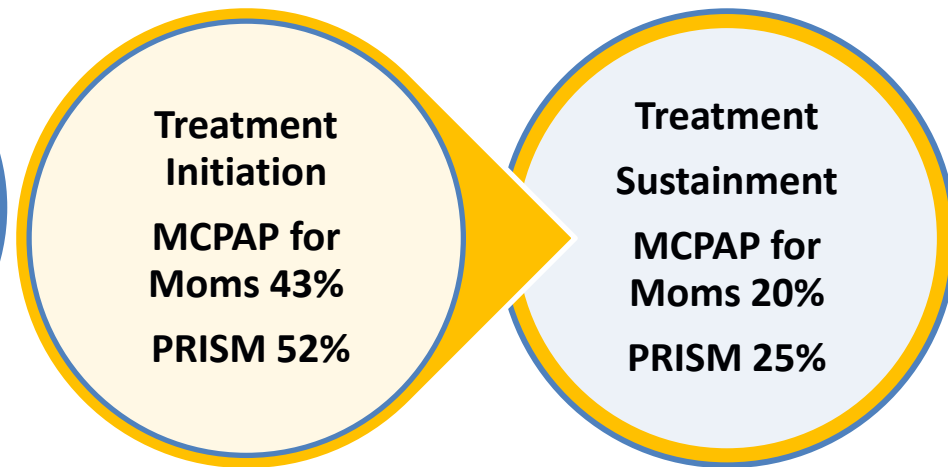 Treatment
Initiation
MCPAP for
Moms 43%
PRISM 52%
Treatment
Sustainment
MCPAP for
Moms 20%
PRISM 25%